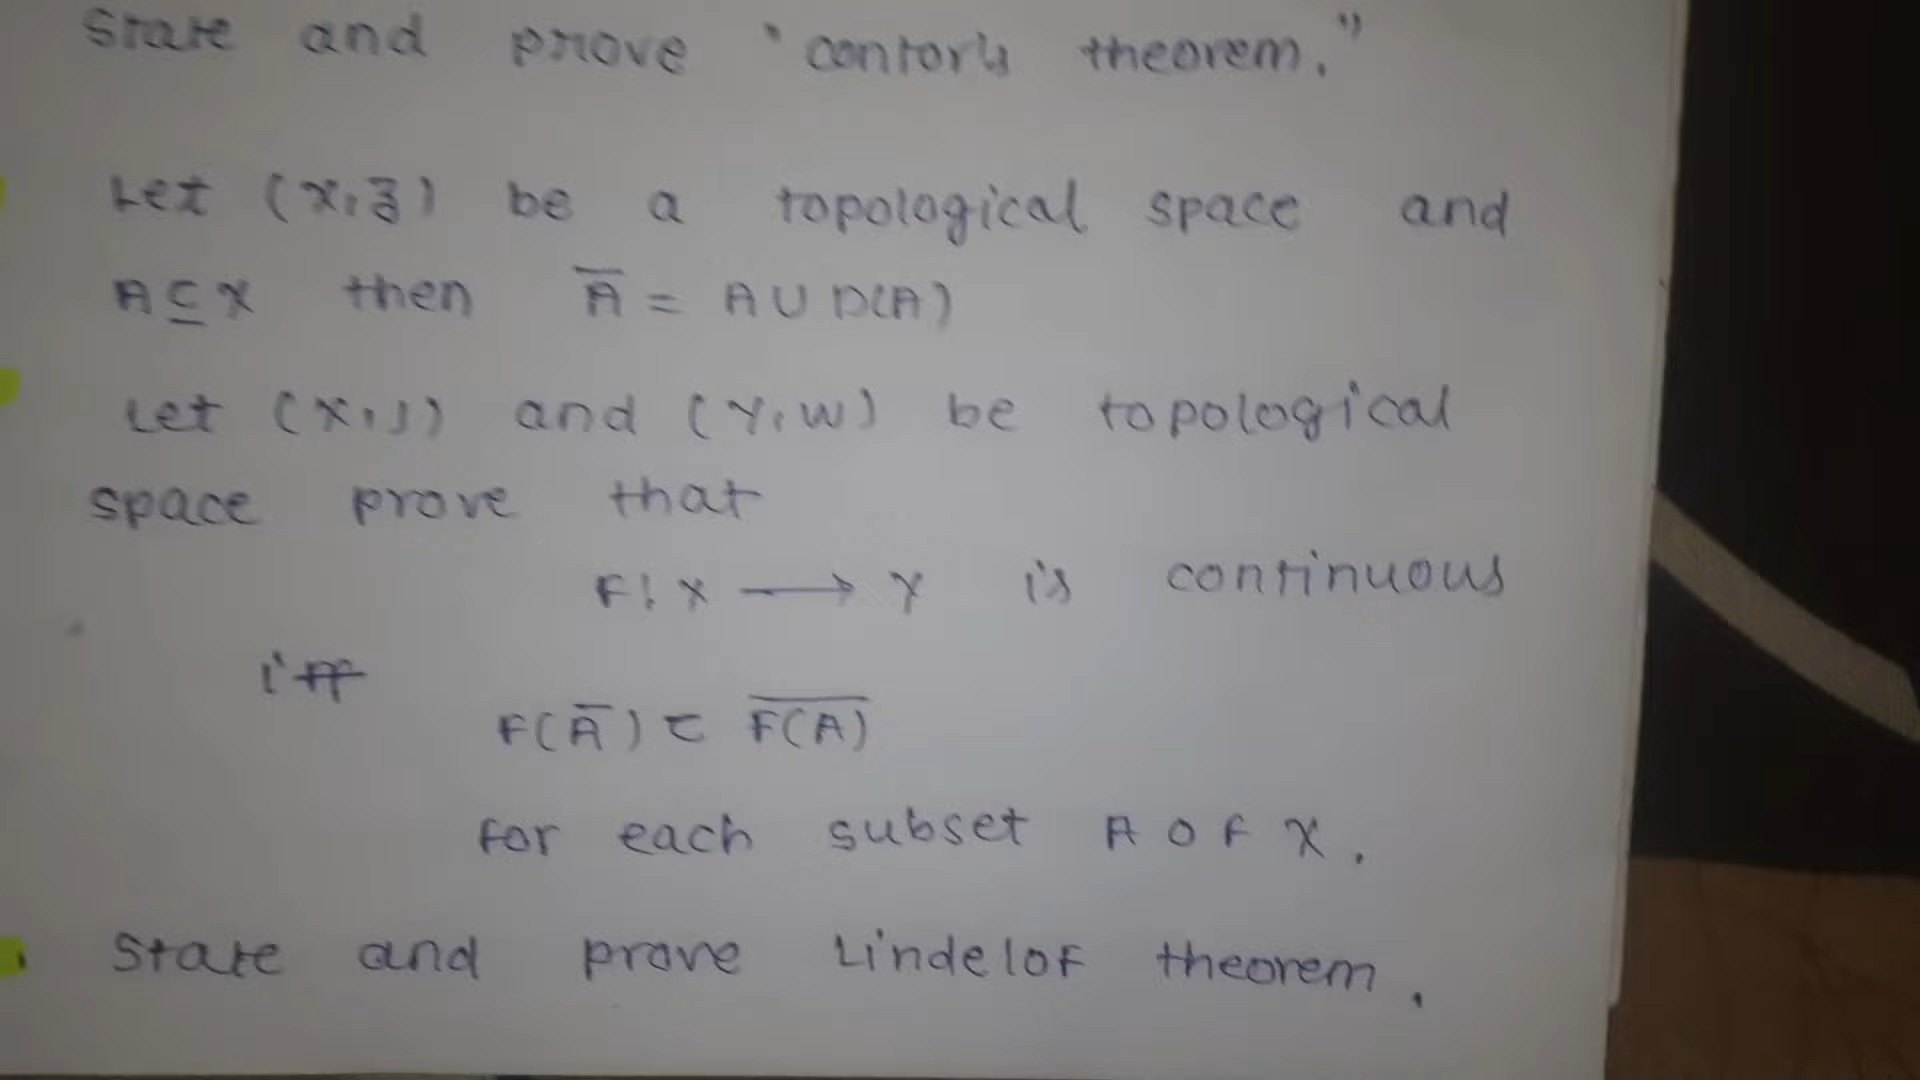 State and prove "contor's theorem."
Let (X,ℨ) be a topological space and
A⊆X then A̅ = A∪D(A)
Let (X,J) and (Y,W) be topological
space prove that
F: X ⟶ Y is continuous
iff
F(A̅) ⊂ \overline{F(A)}
For each subset A OF X.
State and prove LindeloF theorem.